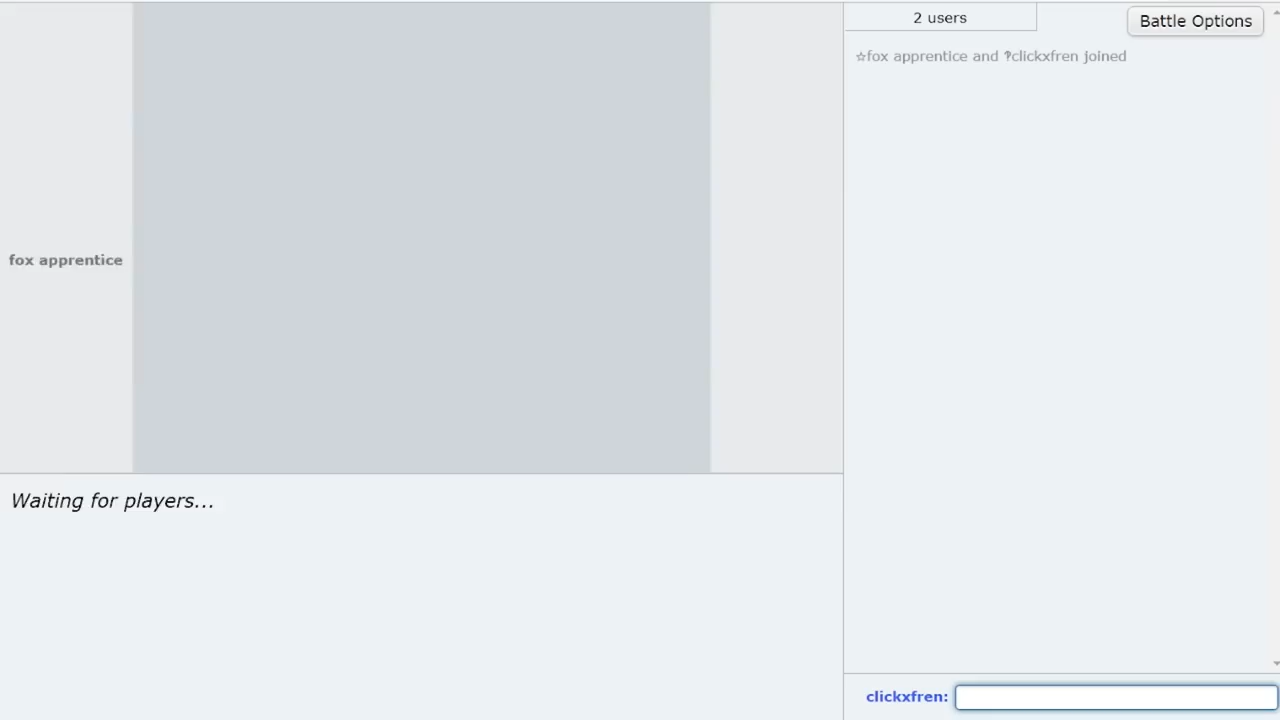 2 users
Battle Options
☆fox apprentice and ‽clickxfren joined
fox apprentice
Waiting for players...
clickxfren: